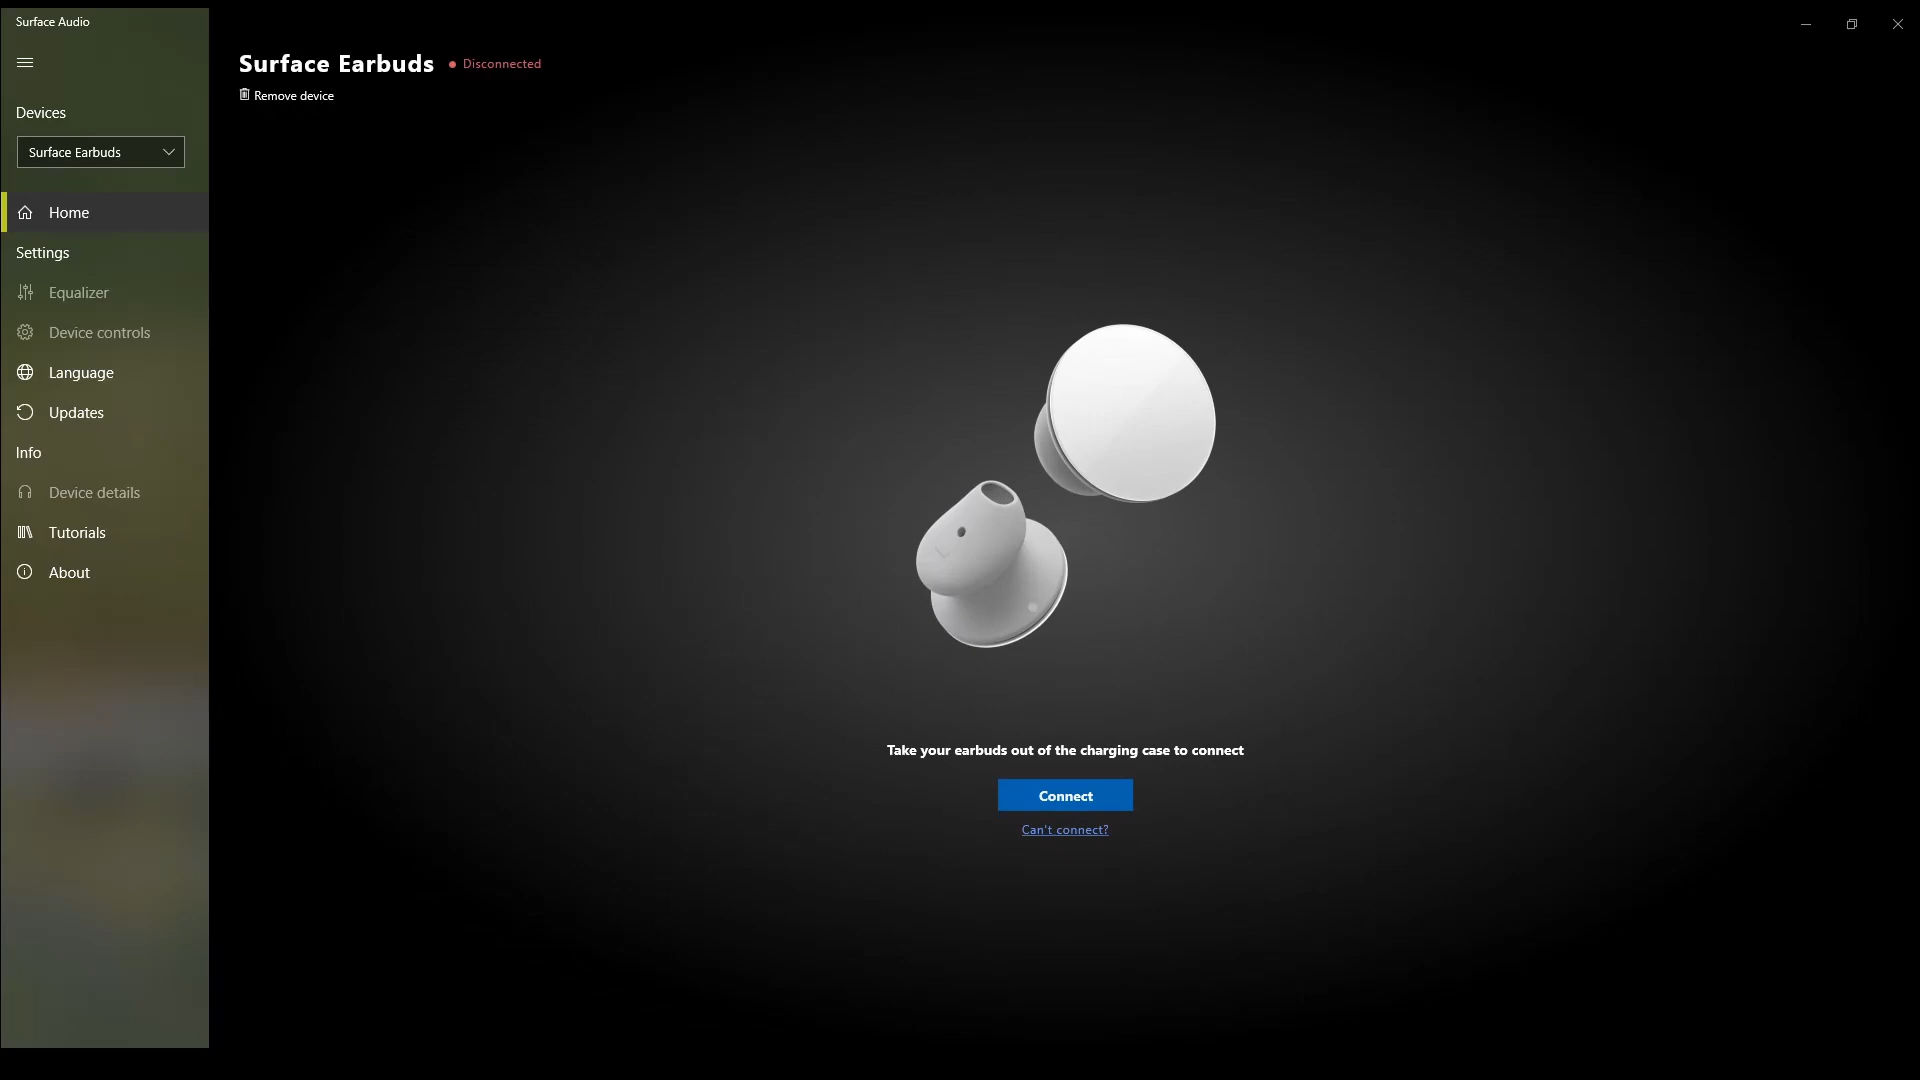 Surface Audio
Devices
Surface Earbuds
Home
Settings
Equalizer
Device controls
Language
Updates
Info
Device details
Tutorials
About
Surface Earbuds Disconnected
Remove device
Take your earbuds out of the charging case to connect
Connect
Can't connect?